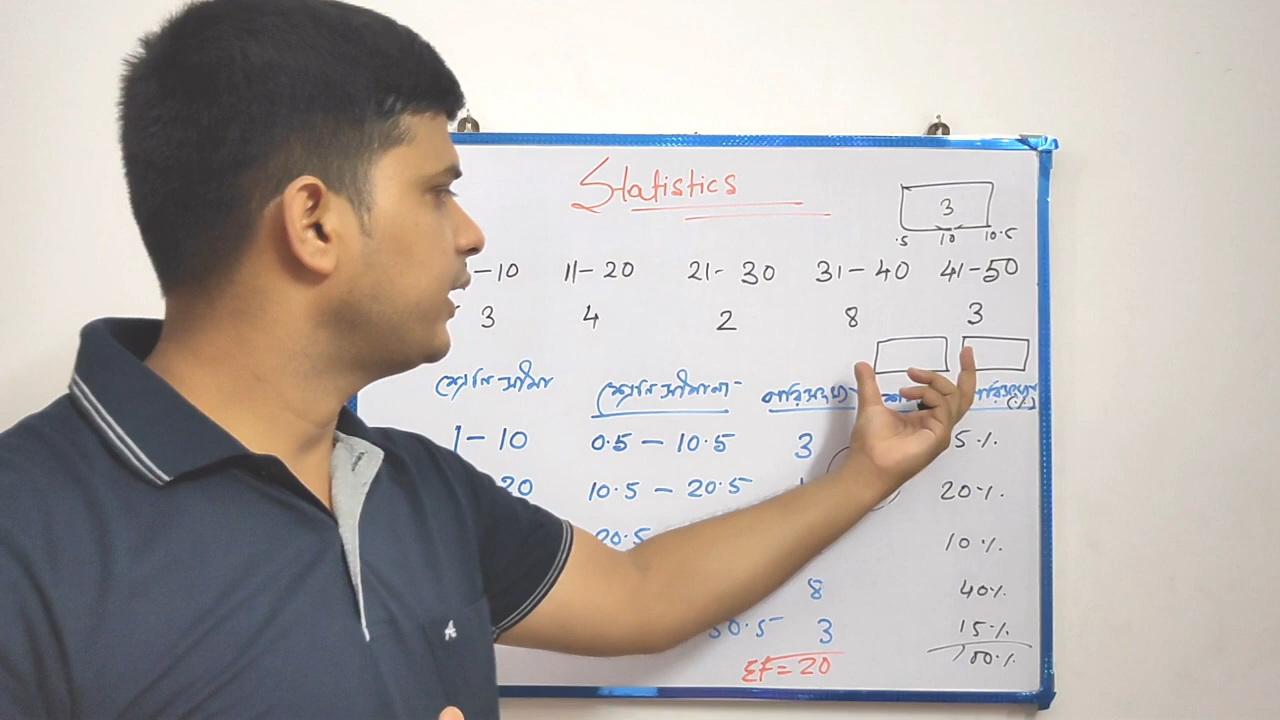 Statistics
3
.5 10 10.5
-10 11-20 21-30 31-40 41-50
3 4 2 8 3
শ্রেনি সীমা শ্রেনি সীমানা পরিসংখ্যা
1-10 0.5-10.5 3 5%.
20 10.5-20.5 20%.
20.5 10%.
8 40%.
50.5 3 15%.
Σf=20 100%.
A